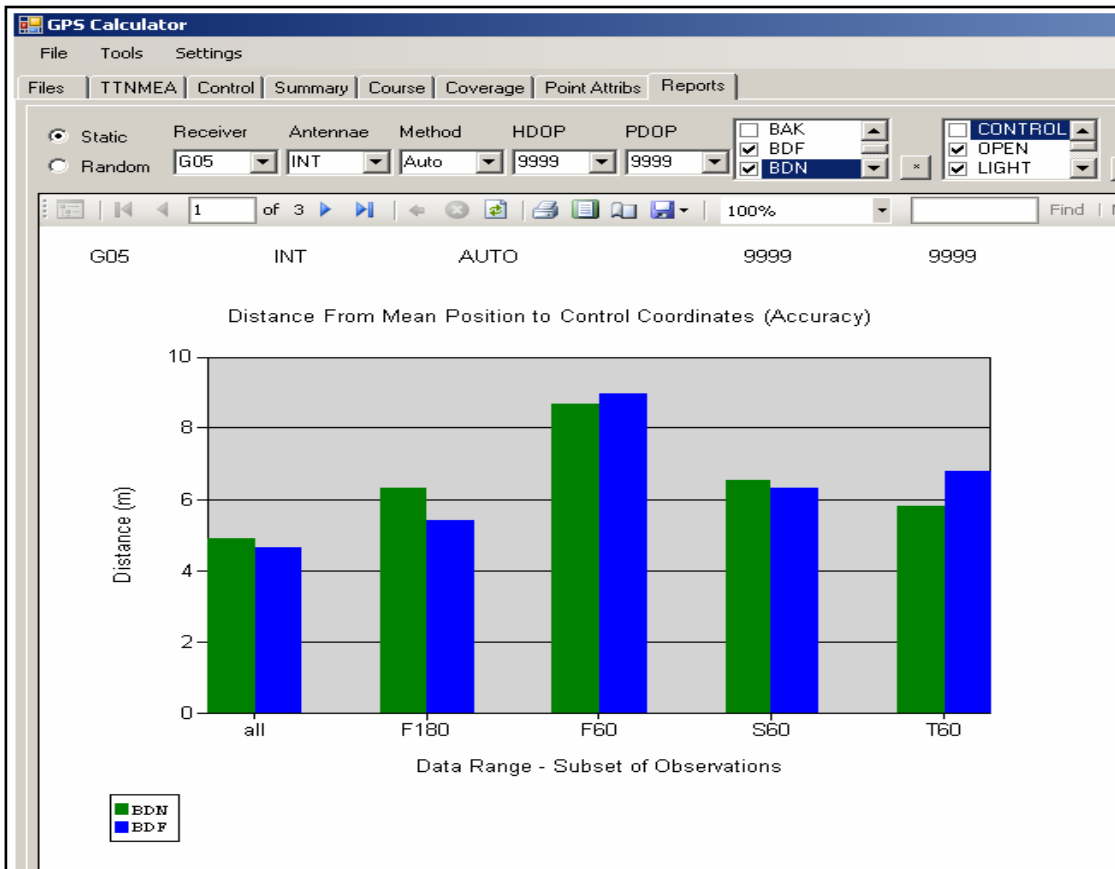 GPS Calculator
File Tools Settings
Files TTNMEA Control Summary Course Coverage Point Attribs Reports
Static Receiver Antennae Method HDOP PDOP BAK CONTROL
BDF OPEN
Random G05 INT Auto 9999 9999 BDN * LIGHT
1 of 3 100% Find
G05 INT AUTO 9999 9999
Distance From Mean Position to Control Coordinates (Accuracy)
10
8
6
4
2
0
Distance (m)
all F180 F60 S60 T60
Data Range - Subset of Observations
BDN
BDF